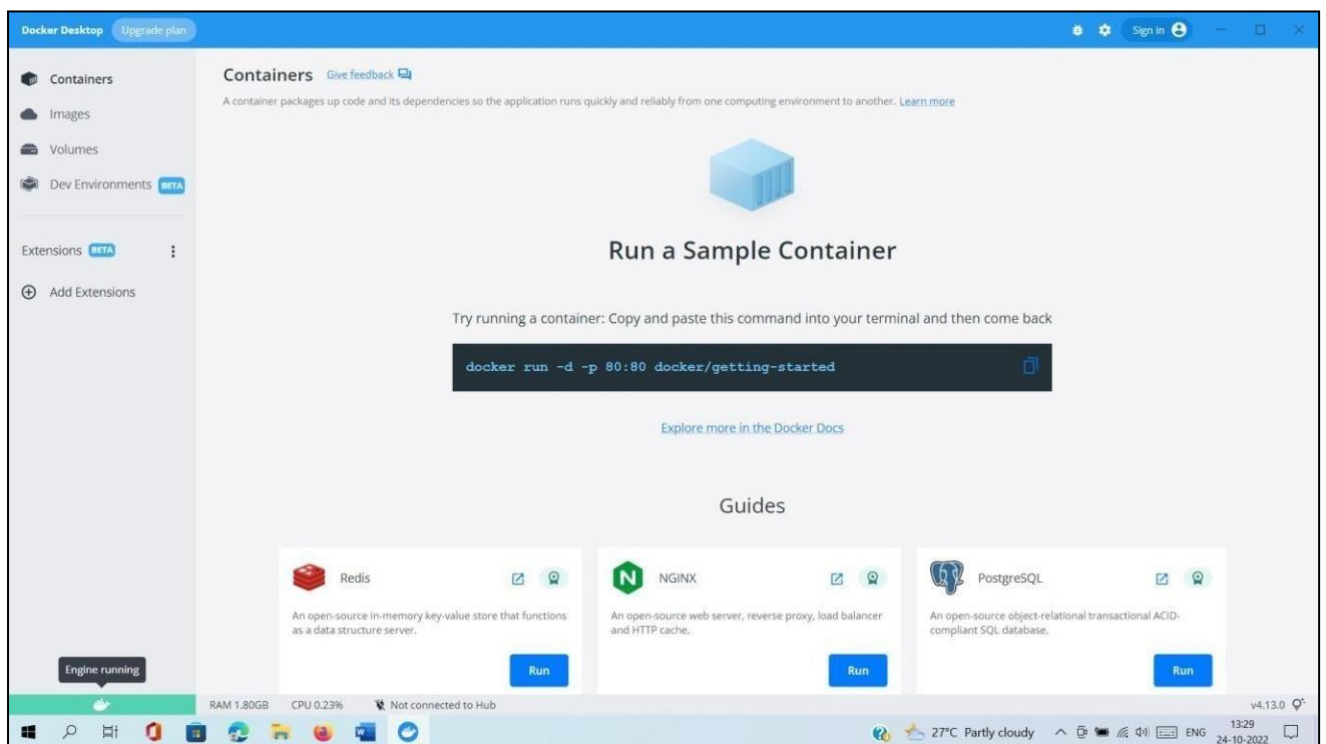 Docker Desktop Upgrade plan Sign in
Containers
Images
Volumes
Dev Environments BETA
Extensions BETA
Add Extensions
Containers Give feedback
A container packages up code and its dependencies so the application runs quickly and reliably from one computing environment to another. Learn more
Run a Sample Container
Try running a container: Copy and paste this command into your terminal and then come back
docker run -d -p 80:80 docker/getting-started
Explore more in the Docker Docs
Guides
Redis
An open-source in-memory key-value store that functions
as a data structure server.
Run
NGINX
An open-source web server, reverse proxy, load balancer
and HTTP cache.
Run
PostgreSQL
An open-source object-relational transactional ACID-
compliant SQL database.
Run
Engine running
RAM 1.80GB CPU 0.23% Not connected to Hub v4.13.0
27°C Partly cloudy ENG 13:29
24-10-2022